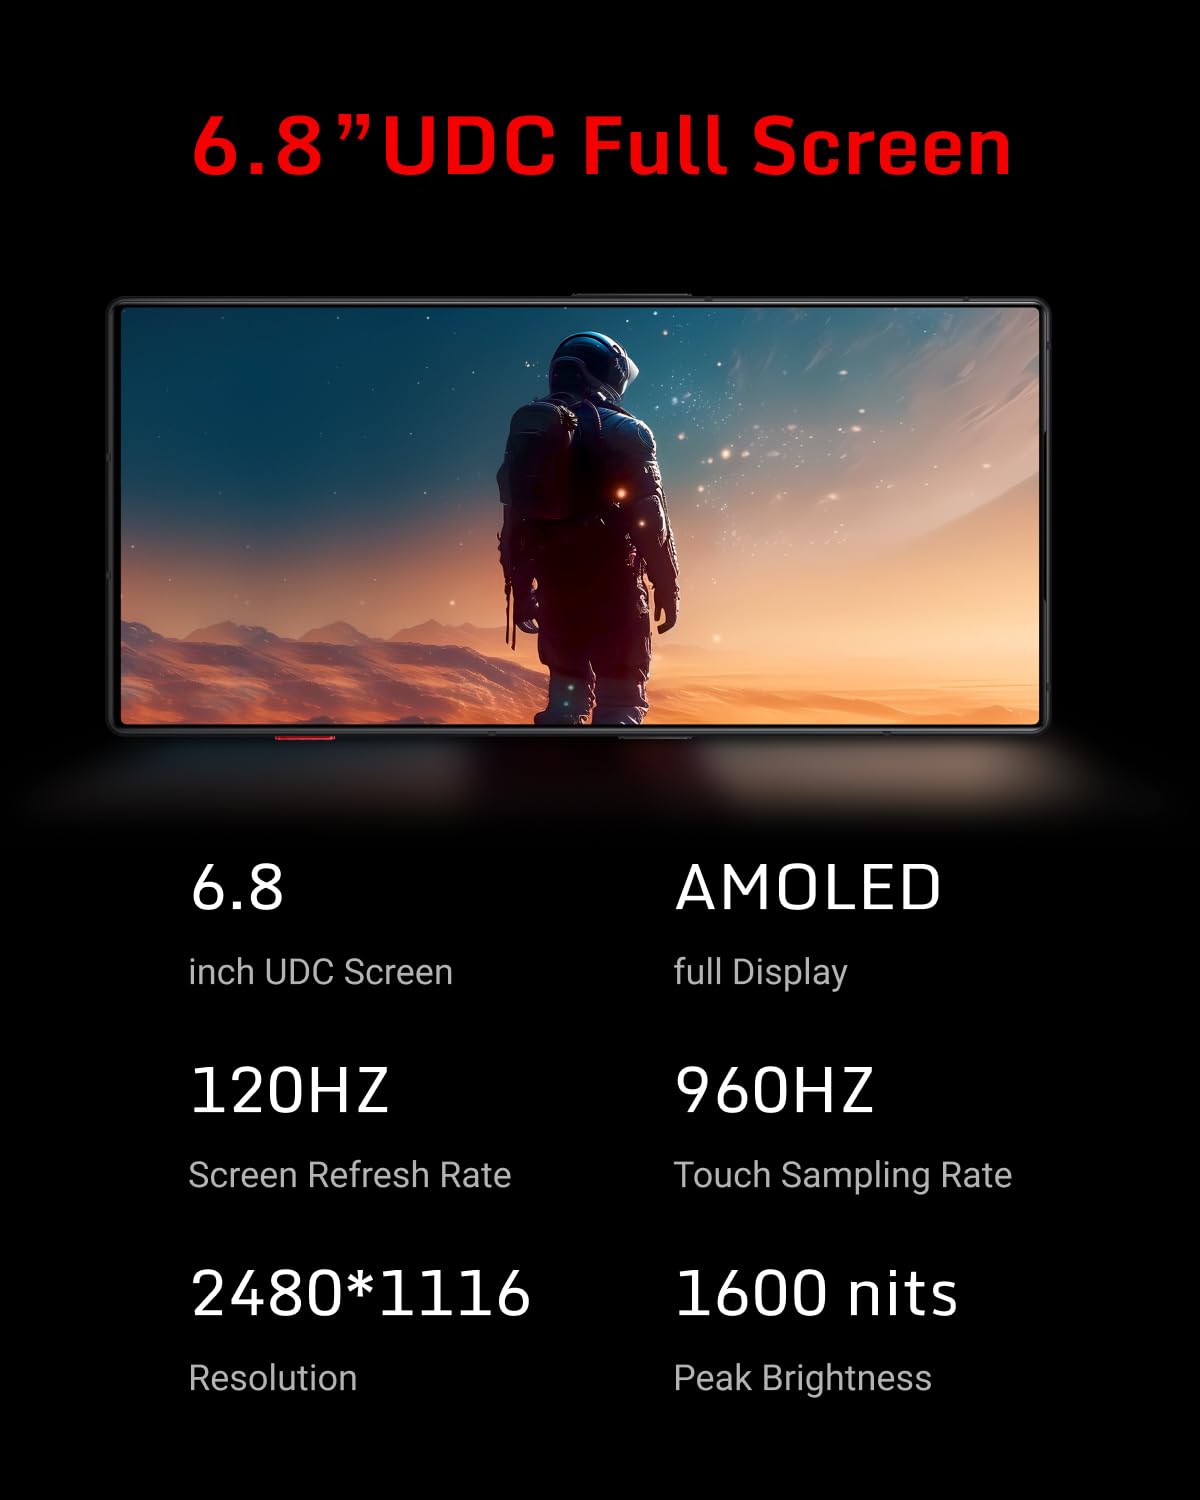 6.8”UDC Full Screen
6.8
AMOLED
inch UDC Screen
full Display
120HZ
960HZ
Screen Refresh Rate
Touch Sampling Rate
2480*1116
1600 nits
Resolution
Peak Brightness